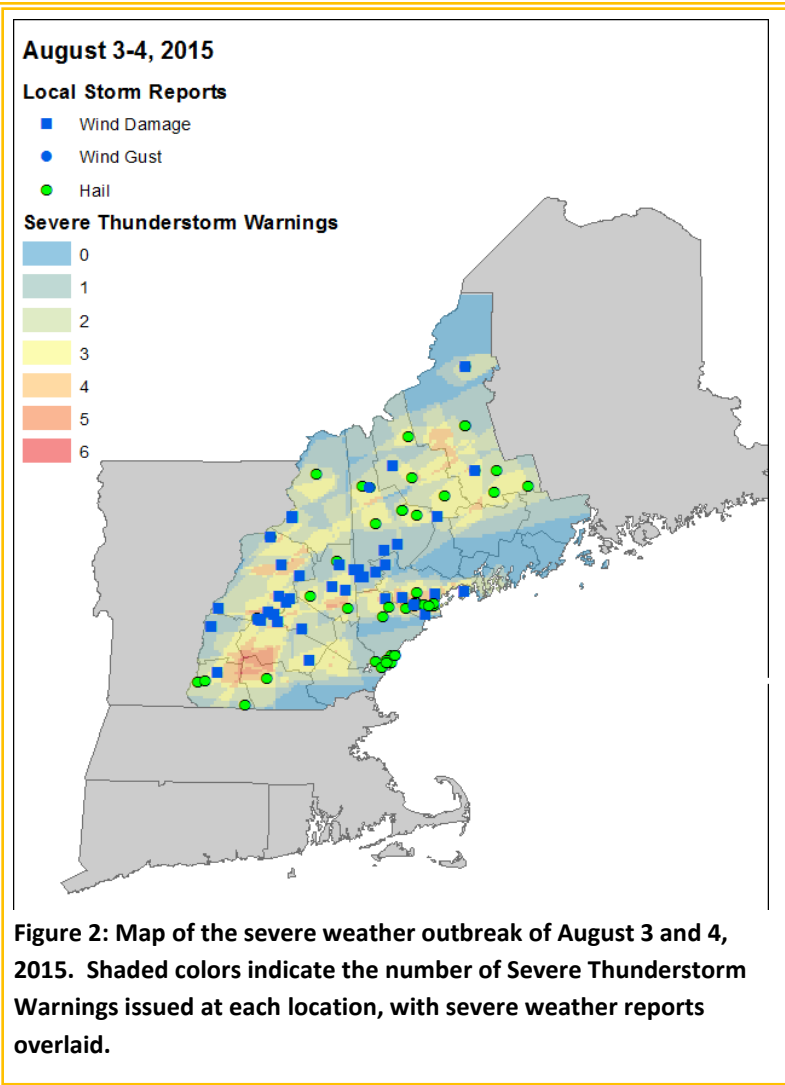 August 3-4, 2015
Local Storm Reports
Wind Damage
Wind Gust
Hail
Severe Thunderstorm Warnings
0
1
2
3
4
5
6
Figure 2: Map of the severe weather outbreak of August 3 and 4,
2015. Shaded colors indicate the number of Severe Thunderstorm
Warnings issued at each location, with severe weather reports
overlaid.